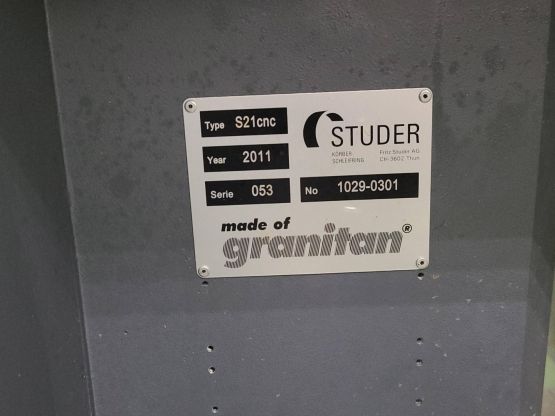 Type S21cnc
STUDER
KÖRBER Fritz Studer AG
SCHLEIFRING CH-3602 Thun
Year 2011
Serie 053 No 1029-0301
made of
granitan®